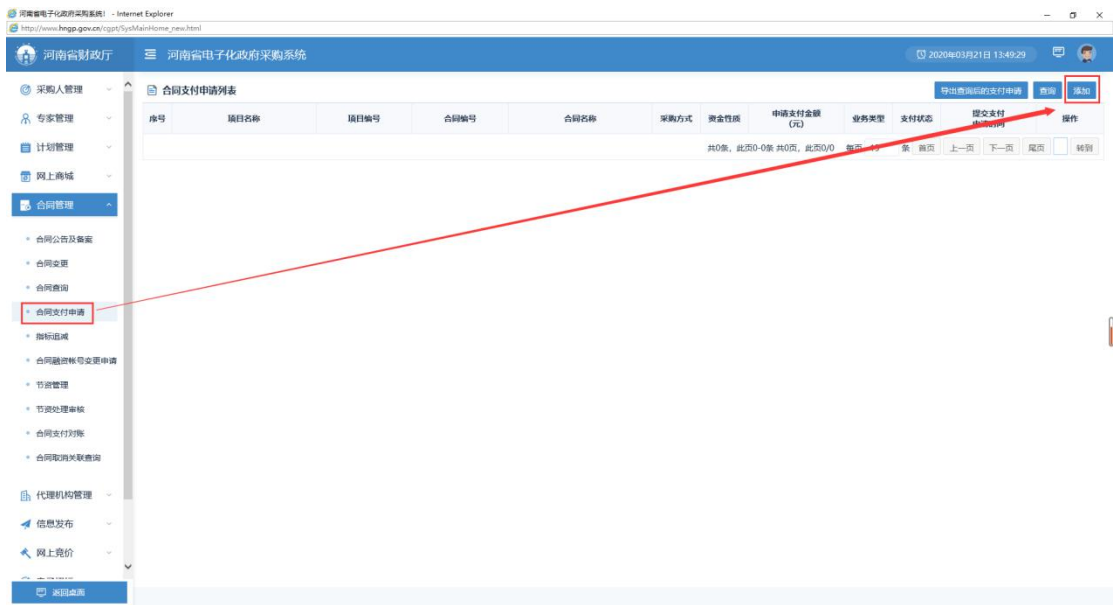 河南省电子化政府采购系统! - Internet Explorer
http://www.hngp.gov.cn/cgpt/SysMainHome_new.html
河南省财政厅
河南省电子化政府采购系统
2020年03月21日 13:49:29
采购人管理
专家管理
计划管理
网上商城
合同管理
合同公告及备案
合同变更
合同查询
合同支付申请
指标追减
合同融资帐号变更申请
节资管理
节资处理审核
合同支付对账
合同取消关联查询
代理机构管理
信息发布
网上竞价
返回桌面
合同支付申请列表
导出查询后的支付申请 查询 添加
序号 项目名称 项目编号 合同编号 合同名称 采购方式 资金性质 申请支付金额(元) 业务类型 支付状态 提交支付申请时间 操作
共0条, 此页0-0条 共0页, 此页0/0 每页 条 首页 上一页 下一页 尾页 转到